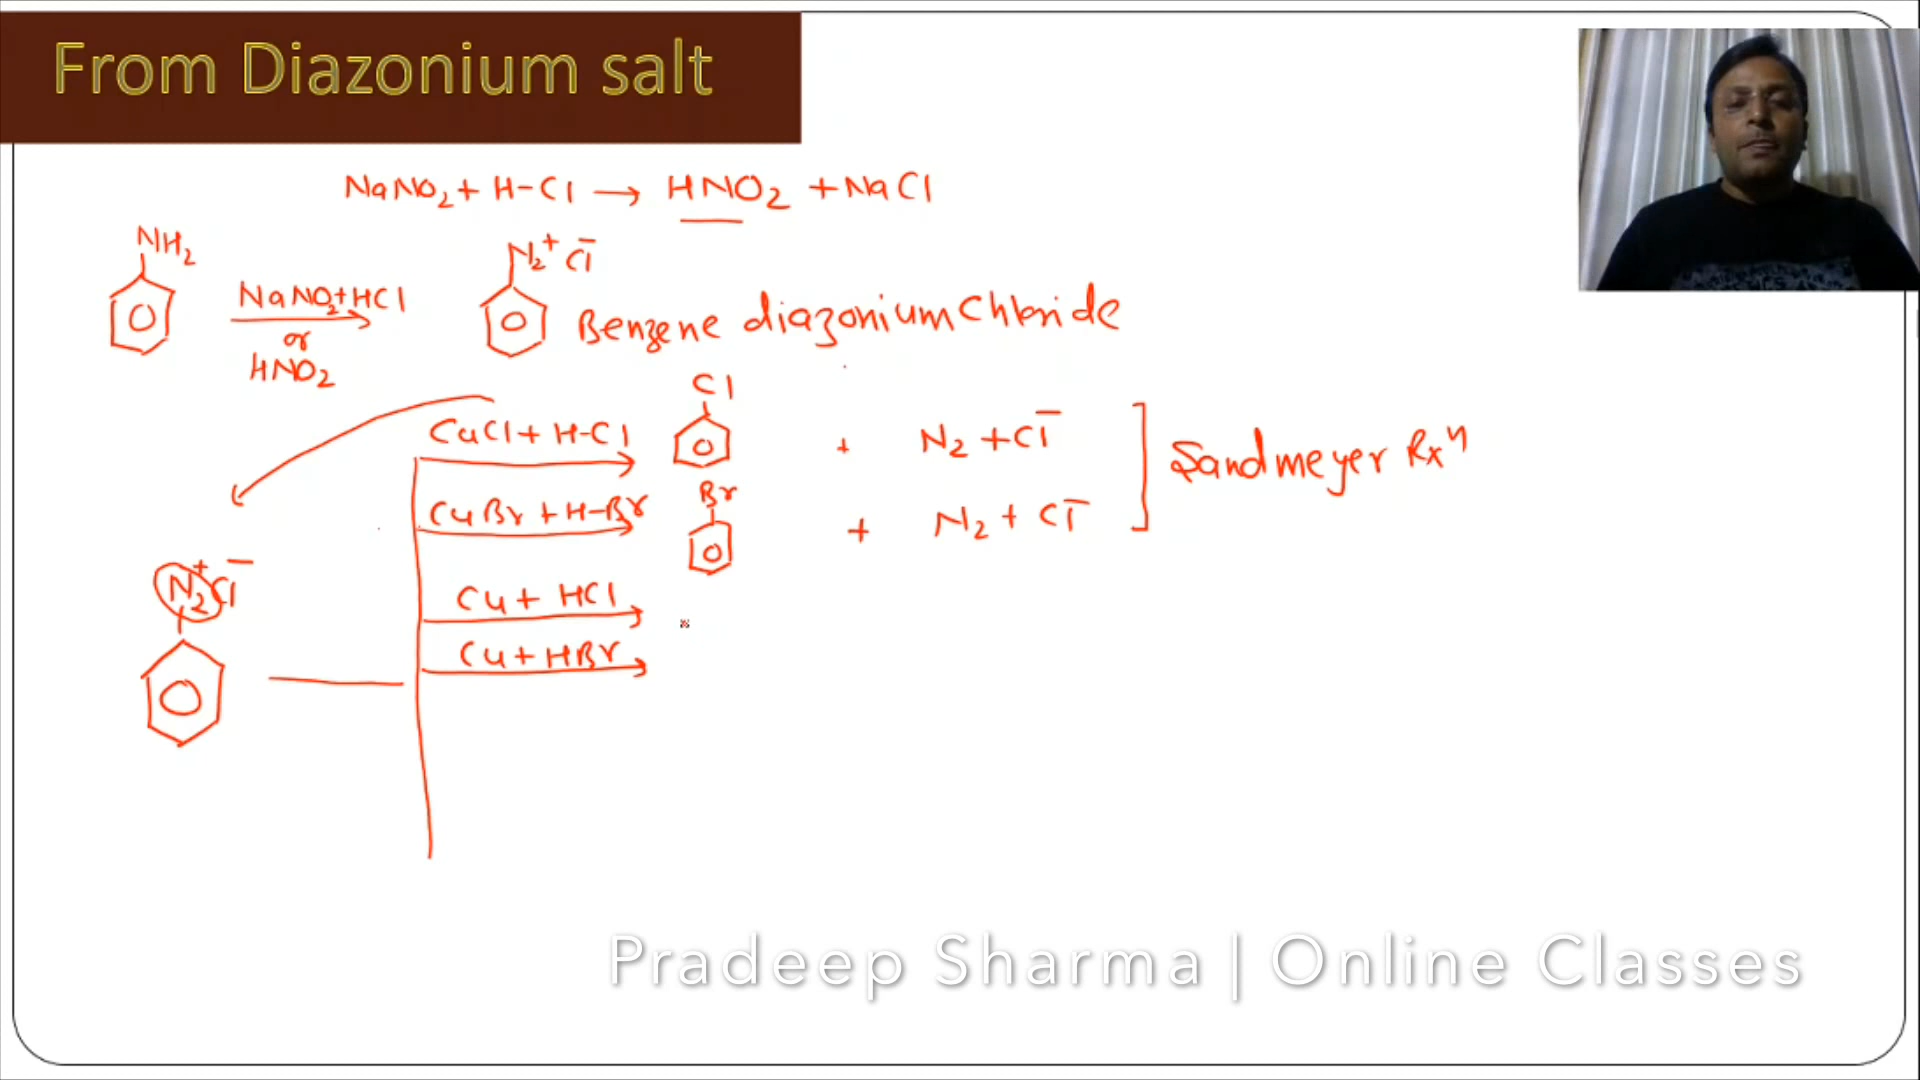 From Diazonium salt
NaNO₂ + H-Cl → HNO₂ + NaCl
NH₂
NaNO₂+HCl
or
HNO₂
N₂⁺ Cl⁻
Benzene diazonium Chloride
CuCl + H-Cl
Cl
+ N₂ + Cl⁻
Sandmeyer Rxⁿ
CuBr + H-Br
Br
+ N₂ + Cl⁻
N₂⁺ Cl⁻
Cu + HCl
Cu + HBr
Pradeep Sharma | Online Classes